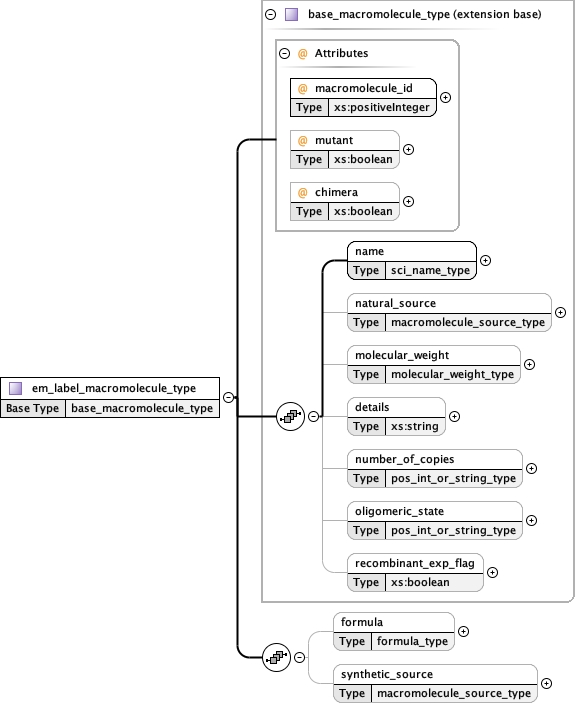 base_macromolecule_type (extension base)
@ Attributes
@ macromolecule_id
Type xs:positiveInteger
@ mutant
Type xs:boolean
@ chimera
Type xs:boolean
name
Type sci_name_type
natural_source
Type macromolecule_source_type
molecular_weight
Type molecular_weight_type
em_label_macromolecule_type
Base Type base_macromolecule_type
details
Type xs:string
number_of_copies
Type pos_int_or_string_type
oligomeric_state
Type pos_int_or_string_type
recombinant_exp_flag
Type xs:boolean
formula
Type formula_type
synthetic_source
Type macromolecule_source_type